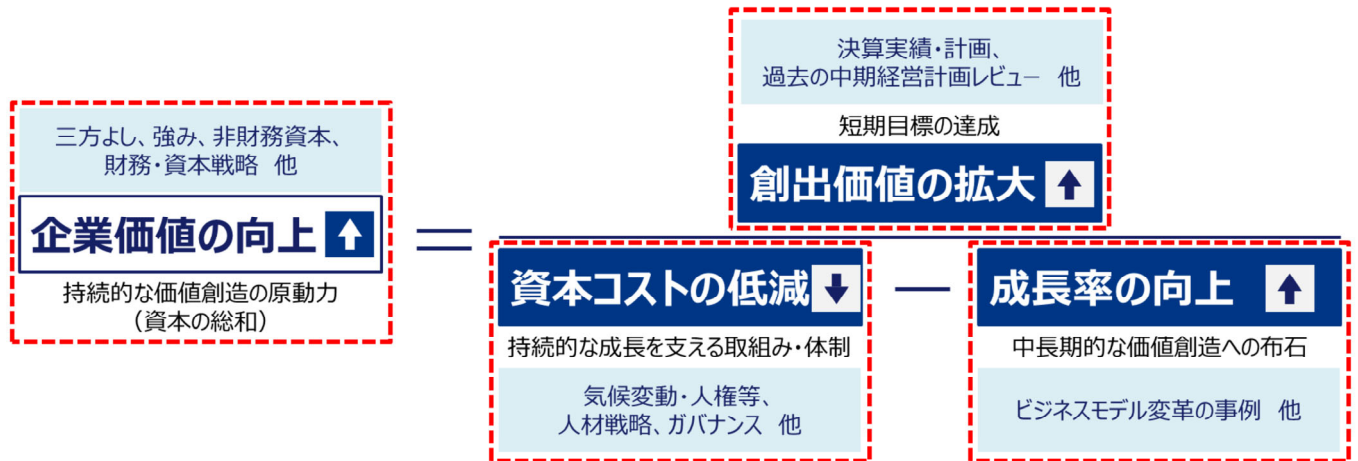 三方よし、強み、非財務資本、
財務・資本戦略 他
企業価値の向上 ↑
持続的な価値創造の原動力
(資本の総和)
=
決算実績・計画、
過去の中期経営計画レビュー 他
短期目標の達成
創出価値の拡大 ↑
資本コストの低減 ↓
持続的な成長を支える取組み・体制
気候変動・人権等、
人材戦略、ガバナンス 他
―
成長率の向上 ↑
中長期的な価値創造への布石
ビジネスモデル変革の事例 他